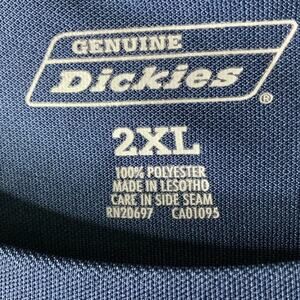 GENUINE
Dickies®
2XL
100% POLYESTER
MADE IN LESOTHO
CARE IN SIDE SEAM
RN20697 CA01095